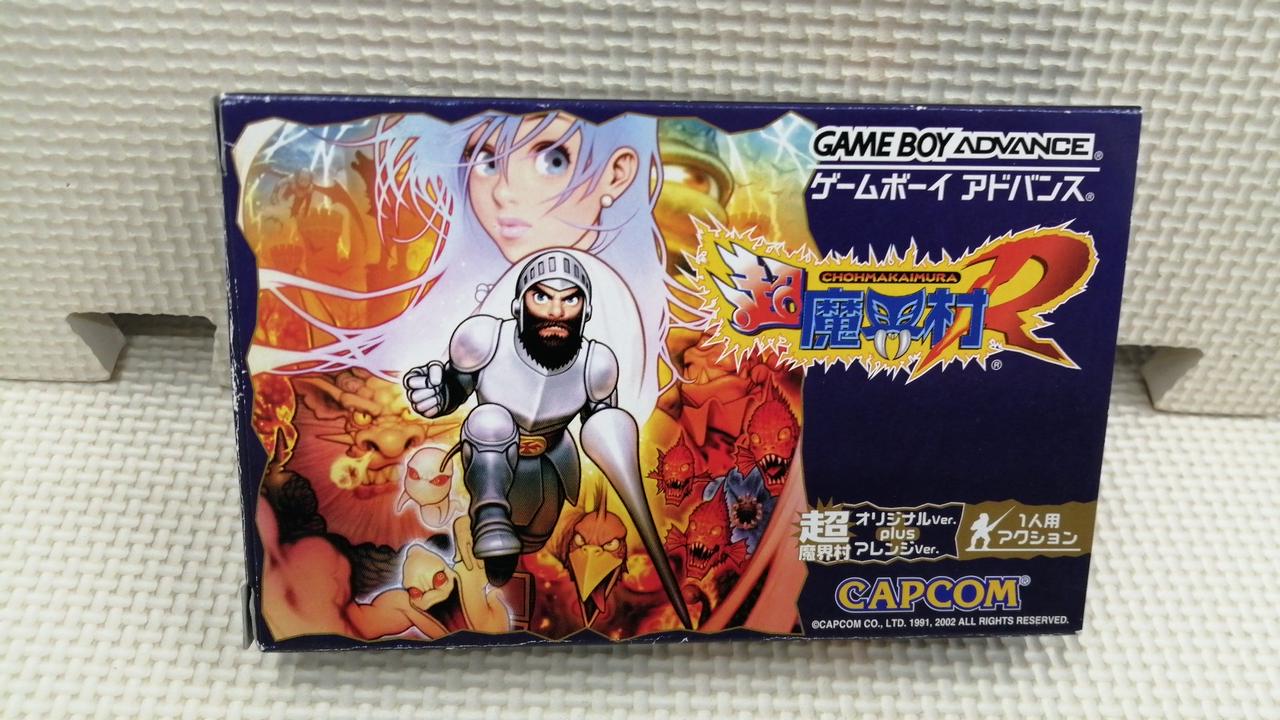 GAME BOY ADVANCE®
ゲームボーイ アドバンス®
CHOHMAKAIMURA
超魔界村R®
超魔界村
オリジナルVer.
plus
アレンジVer.
1人用
アクション
CAPCOM®
©CAPCOM CO., LTD. 1991, 2002 ALL RIGHTS RESERVED.